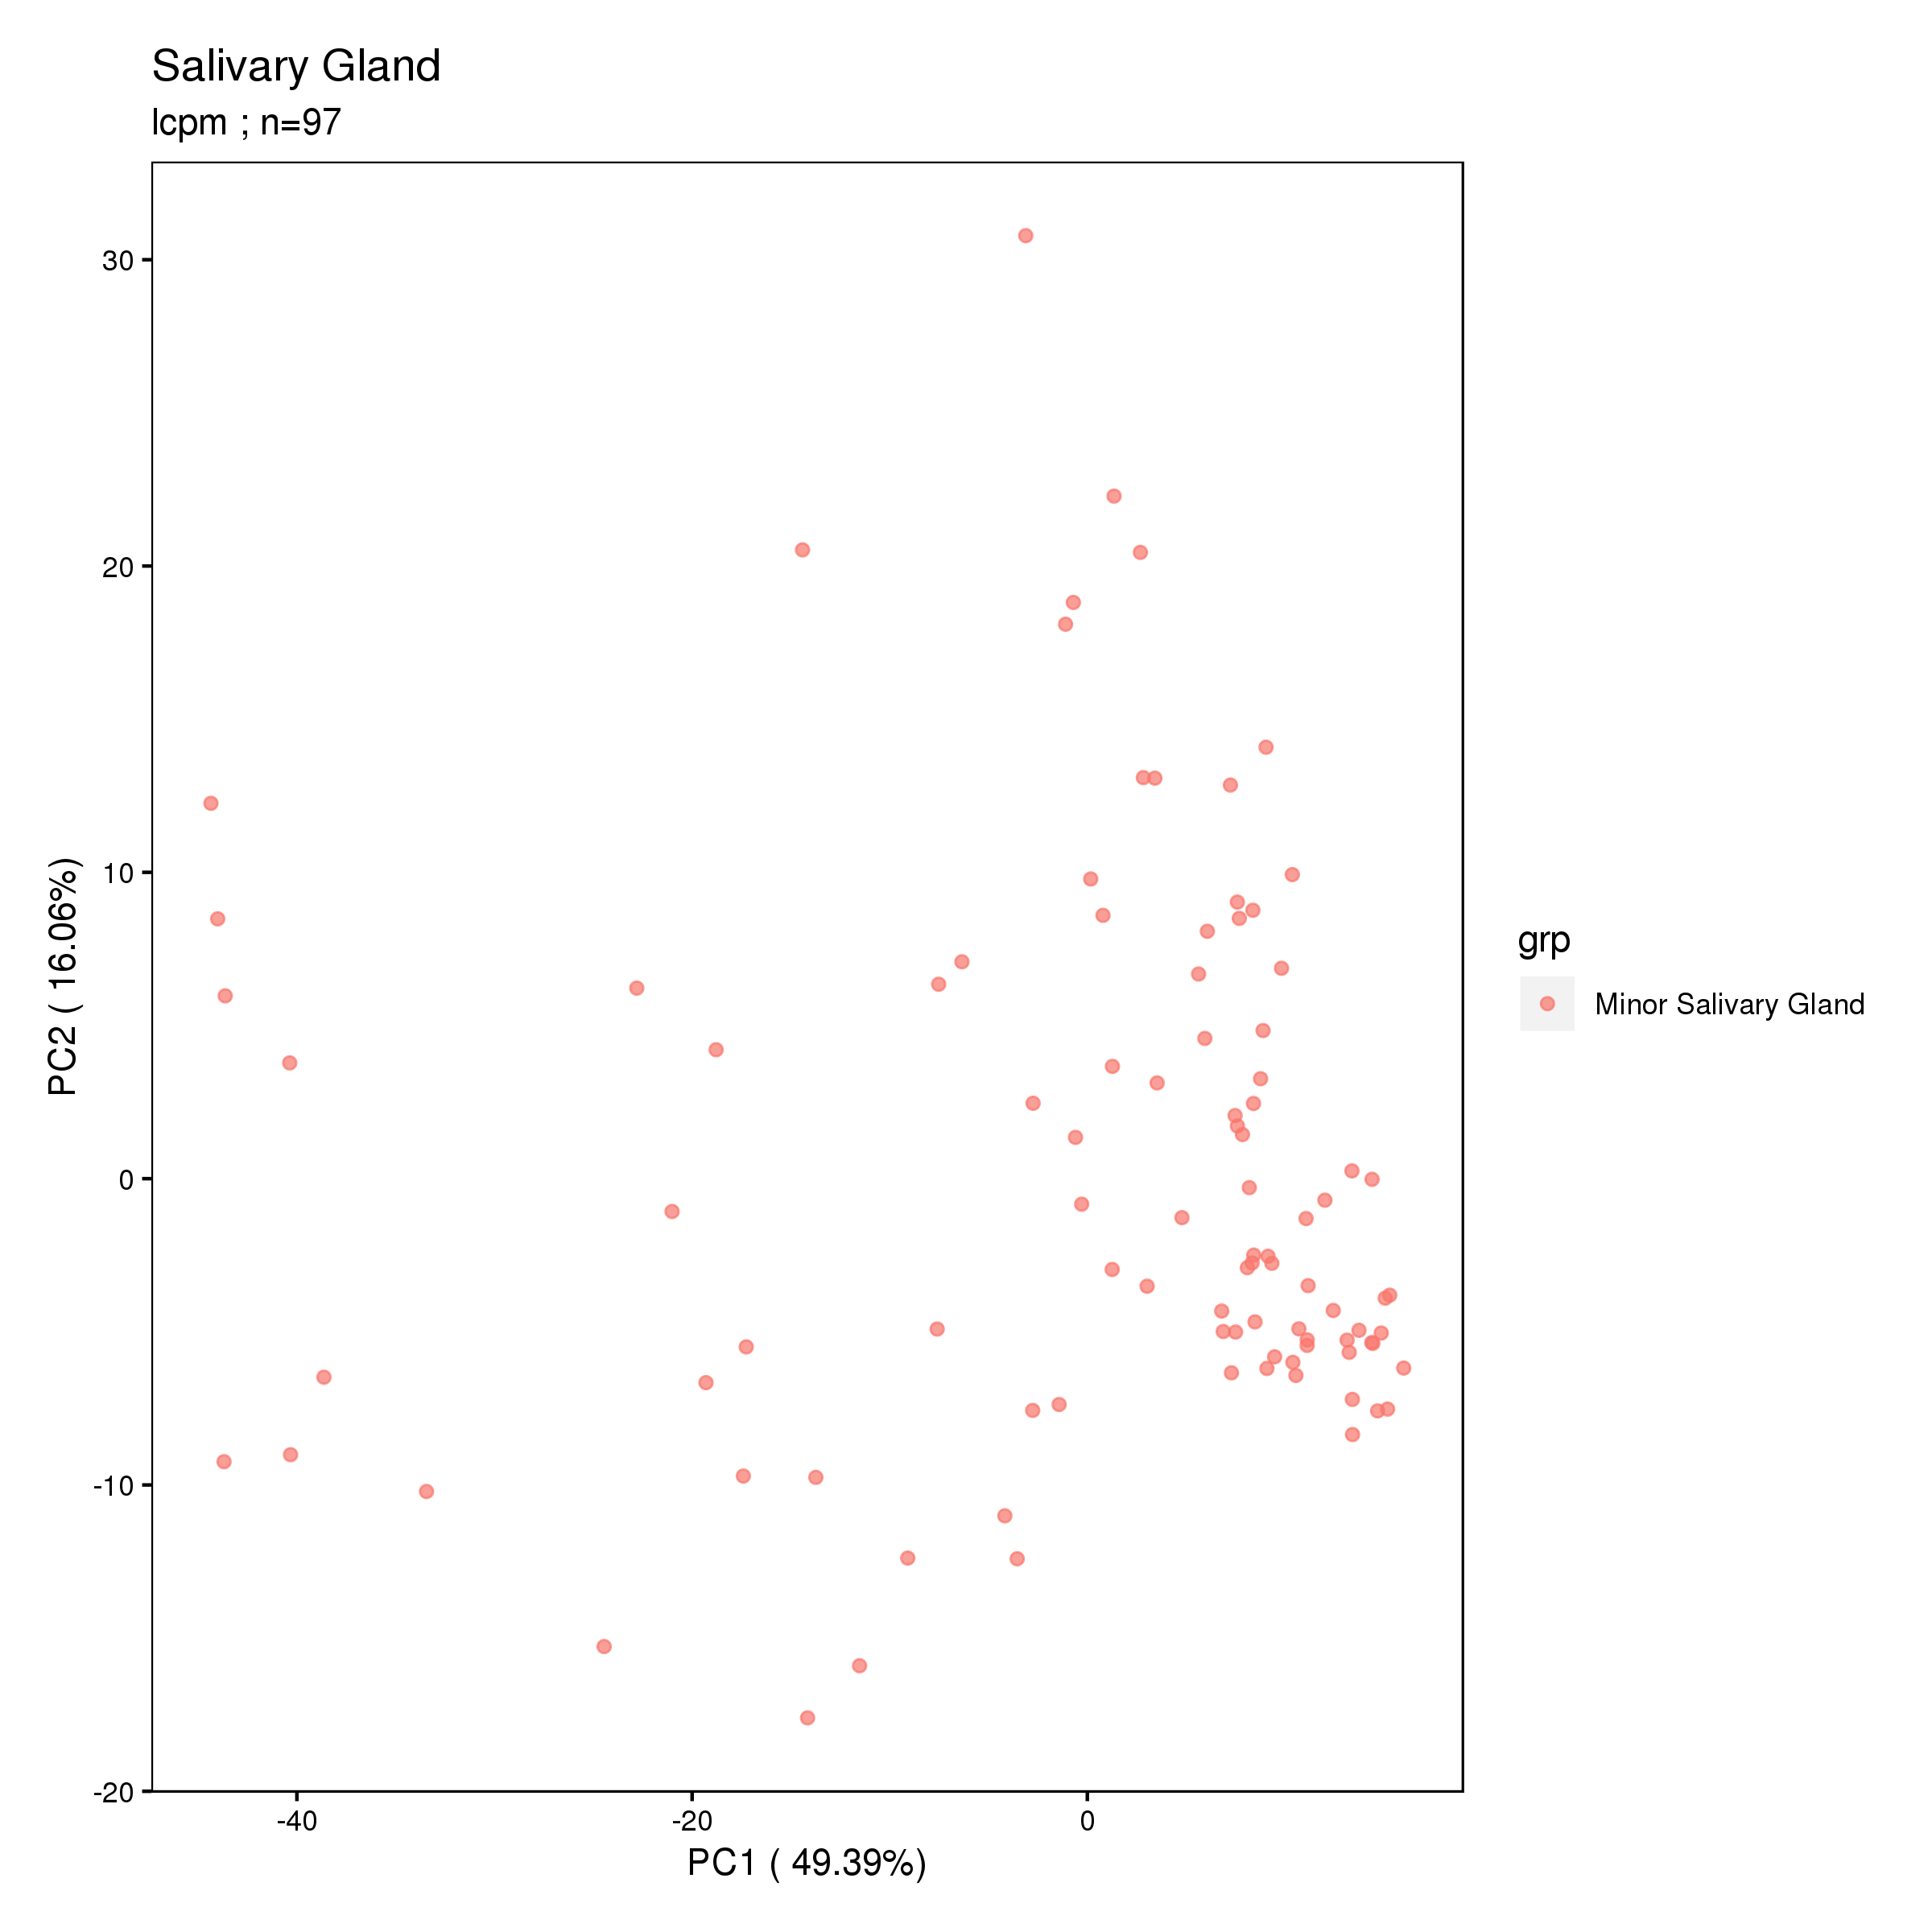 Salivary Gland
lcpm ; n=97
30
20
10
0
-10
-20
PC2 ( 16.06%)
-40
-20
0
PC1 ( 49.39%)
grp
Minor Salivary Gland